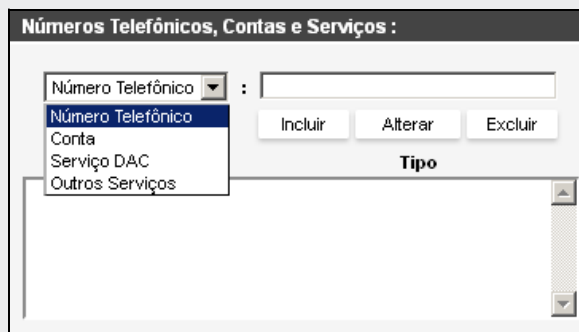 Números Telefônicos, Contas e Serviços :
Número Telefônico :
Número Telefônico
Conta
Serviço DAC
Outros Serviços
Incluir Alterar Excluir
Tipo